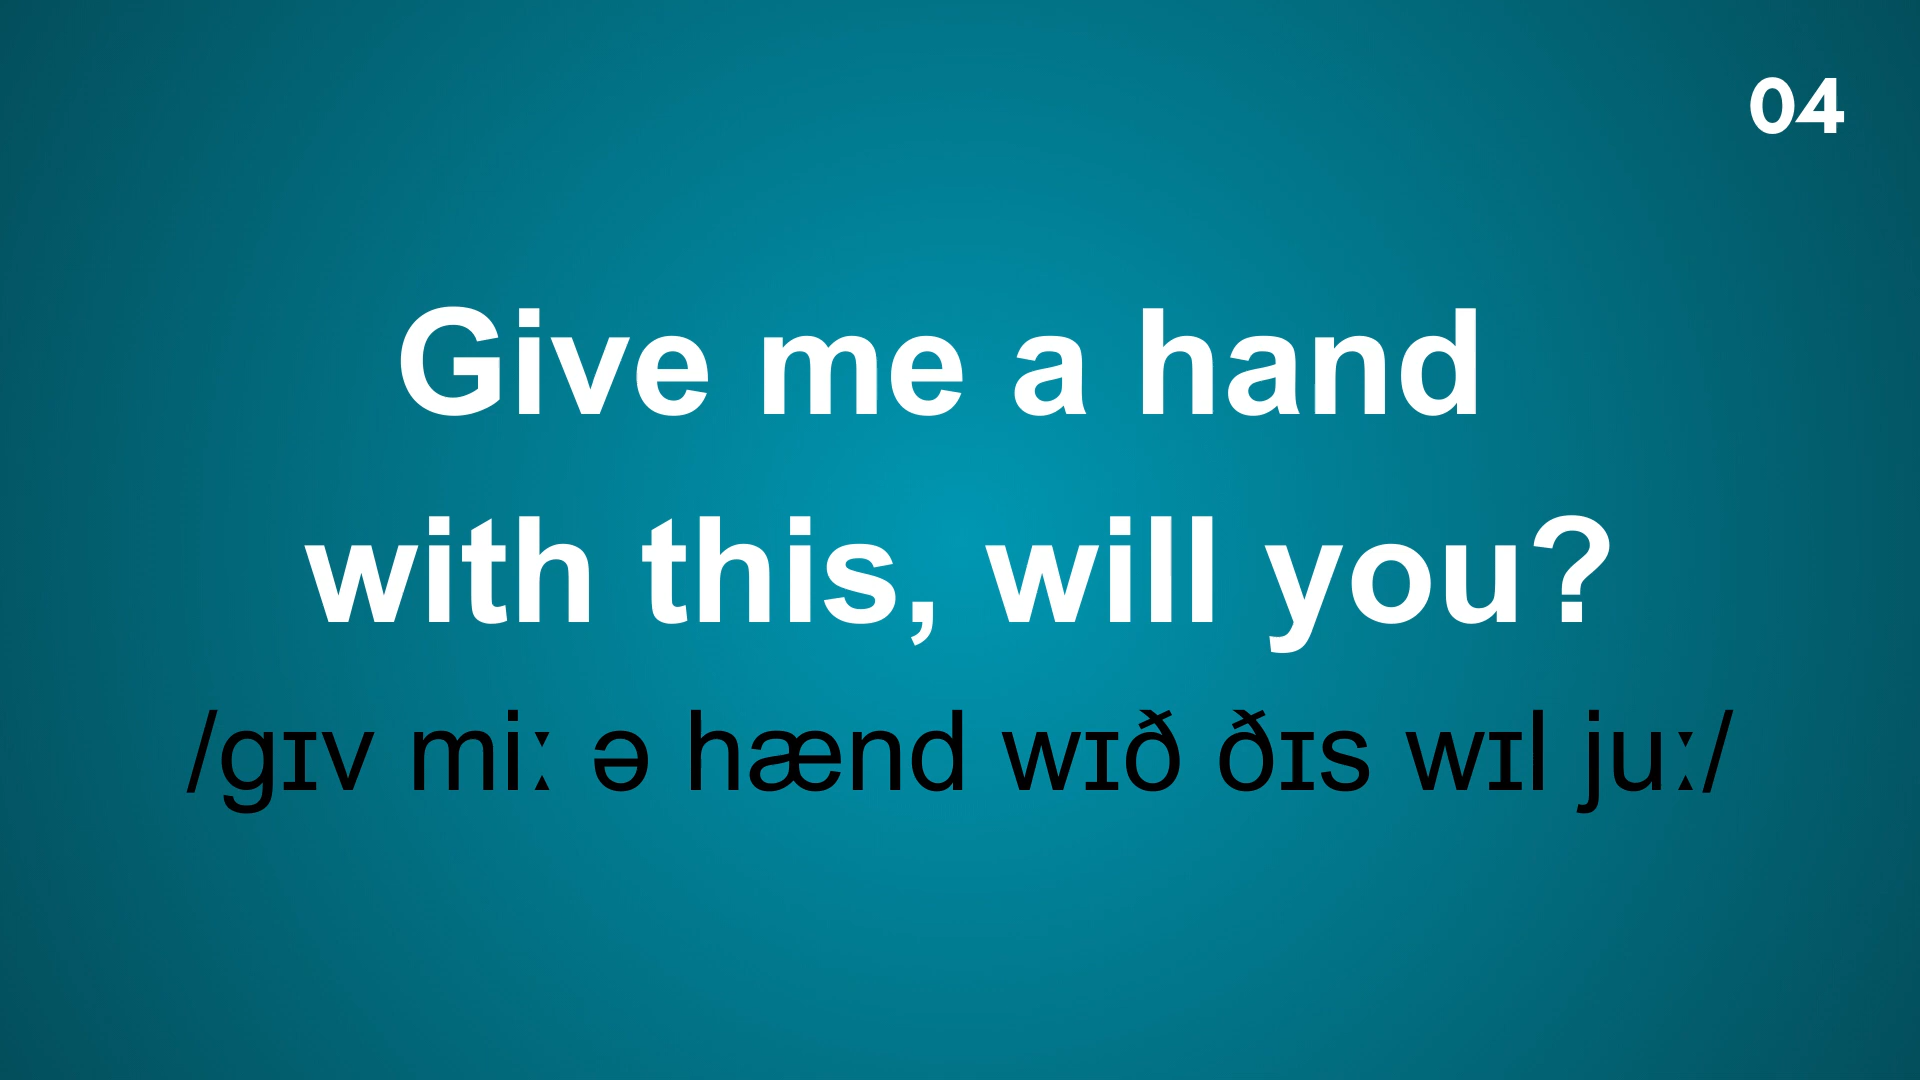 04
Give me a hand
with this, will you?
/gɪv miː ə hænd wɪð ðɪs wɪl juː/